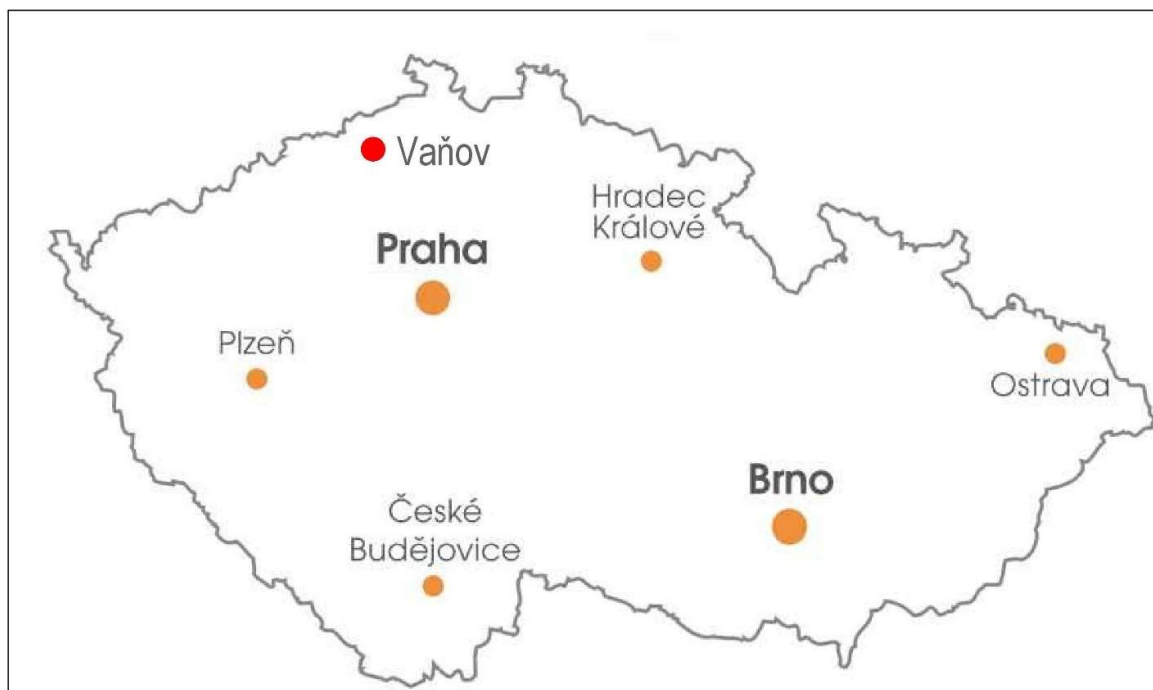 Vaňov
Hradec
Králové
Praha
Plzeň
Ostrava
Brno
České
Budějovice